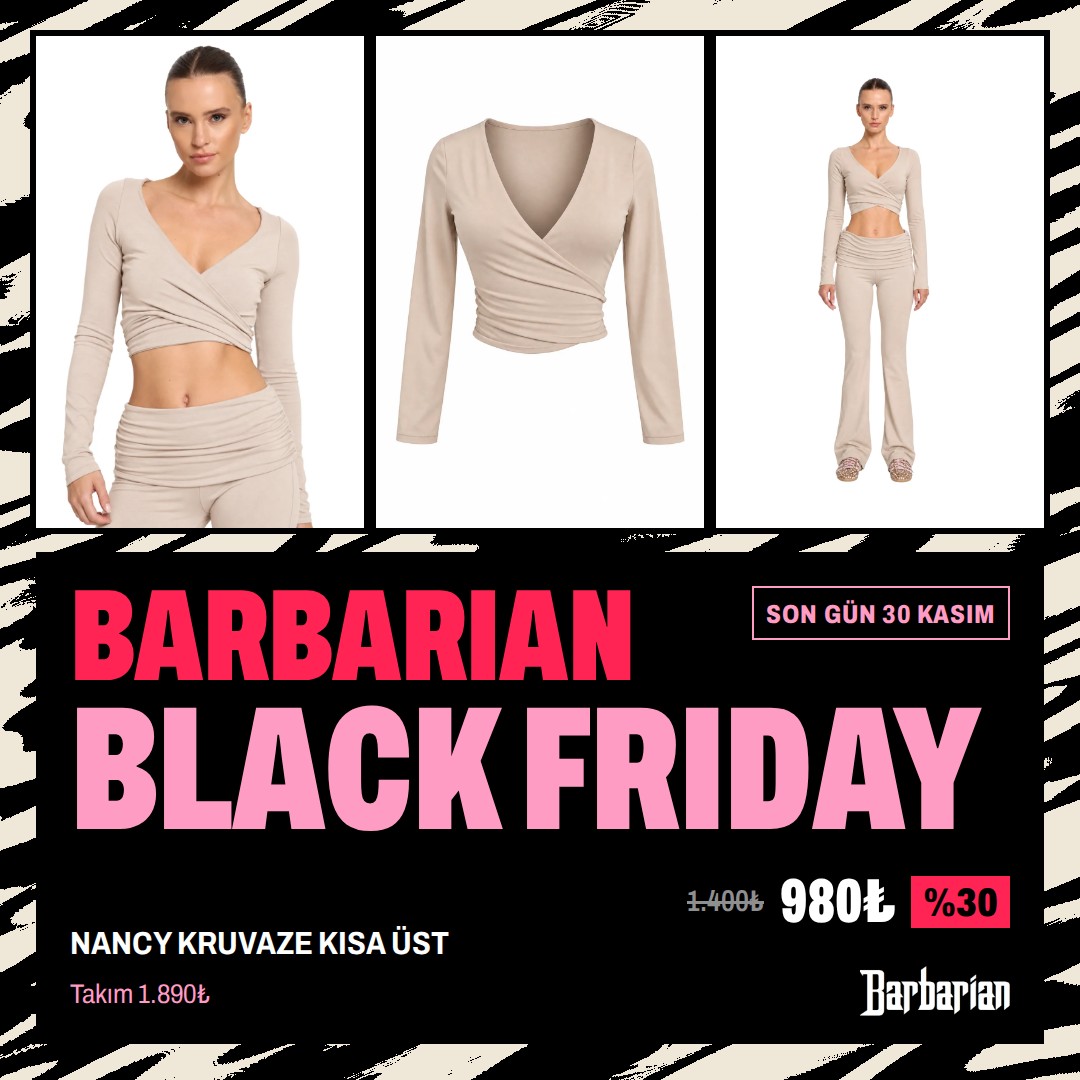 BARBARIAN
SON GÜN 30 KASIM
BLACK FRIDAY
1.400₺ 980₺ %30
NANCY KRUVAZE KISA ÜST
Takım 1.890₺
Barbarian